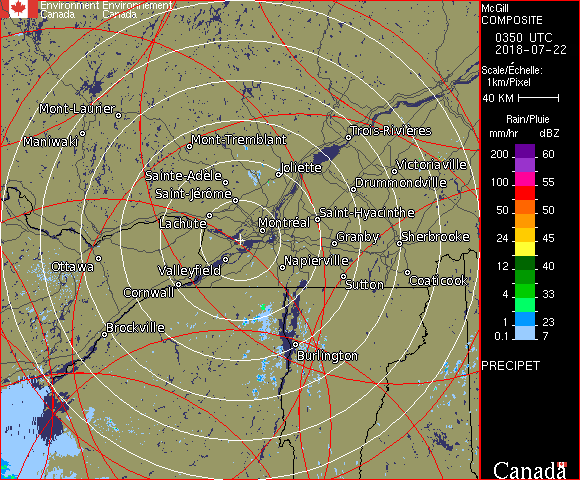 Environment Environnement
Canada Canada
McGill
COMPOSITE
0350 UTC
2018-07-22
Scale/Échelle:
1km/Pixel
40 KM
Rain/Pluie
mm/hr dBZ
200 60
100 55
50 50
24 45
12 40
4 33
1 23
0.1 7
PRECIPET
Canada
Mont-Laurier
Maniwaki
Mont-Tremblant
Trois-Rivières
Joliette
Victoriaville
Sainte-Adèle
Drummondville
Saint-Jérôme
Saint-Hyacinthe
Lachute
Montréal
Granby
Sherbrooke
Ottawa
Valleyfield
Napierville
Cornwall
Sutton
Coaticook
Brockville
Burlington